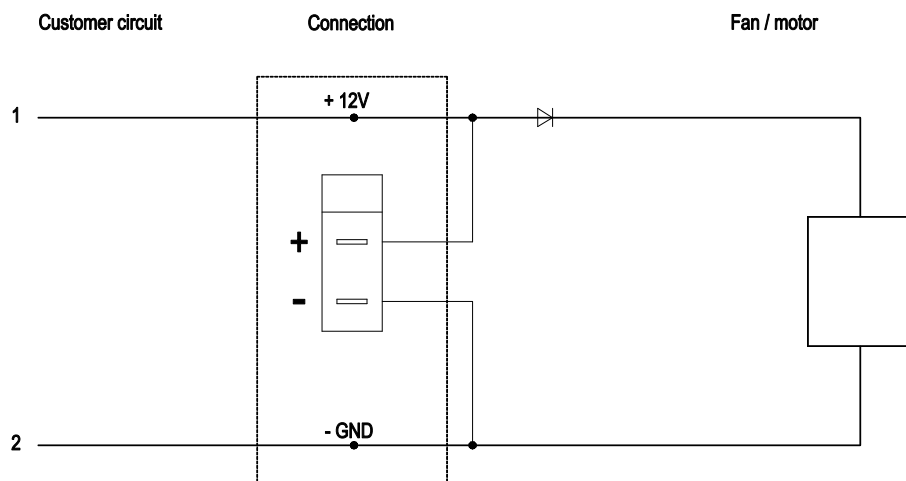 Customer circuit Connection Fan / motor
+ 12V
1
+
-
- GND
2